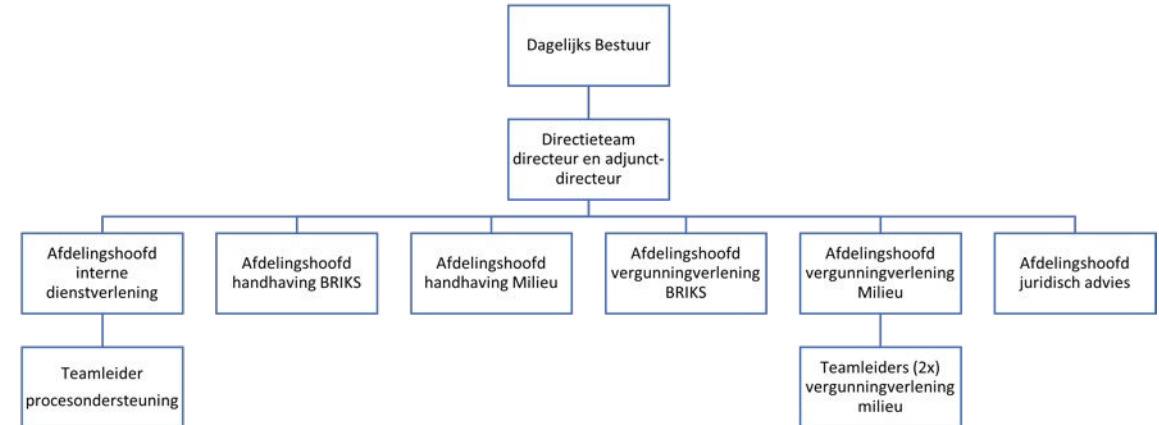 Dagelijks Bestuur
Directieteam
directeur en adjunct-
directeur
Afdelingshoofd
interne
dienstverlening
Afdelingshoofd
handhaving BRIKS
Afdelingshoofd
handhaving Milieu
Afdelingshoofd
vergunningverlening
BRIKS
Afdelingshoofd
vergunningverlening
Milieu
Afdelingshoofd
juridisch advies
Teamleider
procesondersteuning
Teamleiders (2x)
vergunningverlening
milieu